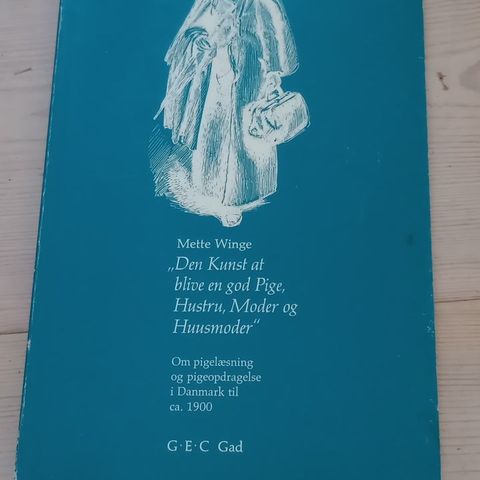 Mette Winge
„Den Kunst at
blive en god Pige,
Hustru, Moder og
Huusmoder“
Om pigelæsning
og pigeopdragelse
i Danmark til
ca. 1900
G·E·C Gad